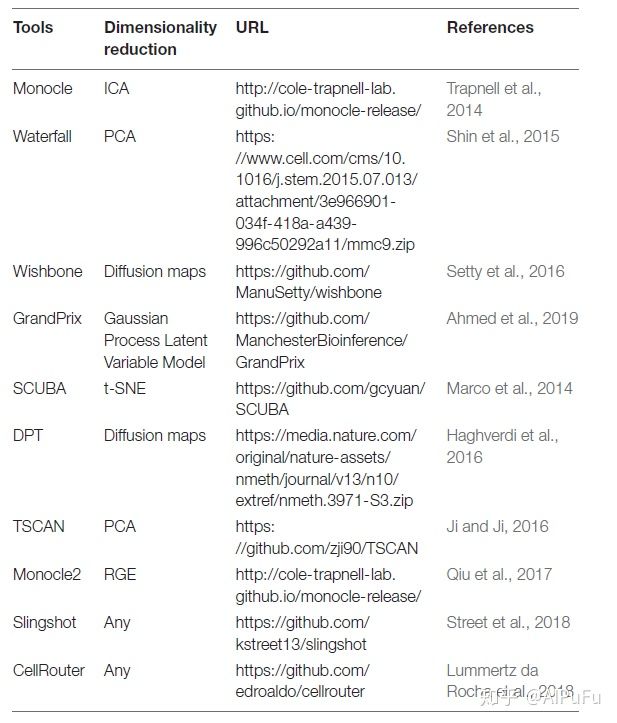 Tools Dimensionality reduction URL References
Monocle ICA http://cole-trapnell-lab.github.io/monocle-release/ Trapnell et al., 2014
Waterfall PCA https://www.cell.com/cms/10.1016/j.stem.2015.07.013/attachment/3e966901-034f-418a-a439-996c50292a11/mmc9.zip Shin et al., 2015
Wishbone Diffusion maps https://github.com/ManuSetty/wishbone Setty et al., 2016
GrandPrix Gaussian Process Latent Variable Model https://github.com/ManchesterBioinference/GrandPrix Ahmed et al., 2019
SCUBA t-SNE https://github.com/gcyuan/SCUBA Marco et al., 2014
DPT Diffusion maps https://media.nature.com/original/nature-assets/nmeth/journal/v13/n10/extref/nmeth.3971-S3.zip Haghverdi et al., 2016
TSCAN PCA https://github.com/zji90/TSCAN Ji and Ji, 2016
Monocle2 RGE http://cole-trapnell-lab.github.io/monocle-release/ Qiu et al., 2017
Slingshot Any https://github.com/kstreet13/slingshot Street et al., 2018
CellRouter Any https://github.com/edroaldo/cellrouter Lummertz da Rocha et al., 2018
知乎 @AIPuFu